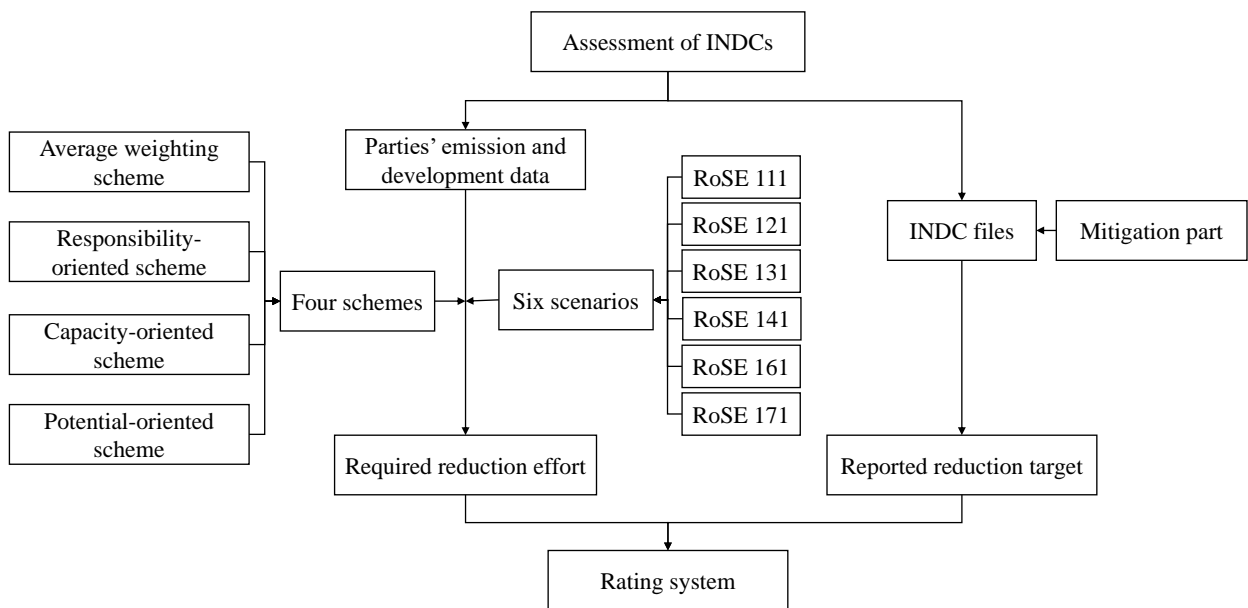 Assessment of INDCs
Parties’ emission and
development data
Average weighting
scheme
Responsibility-
oriented scheme
Capacity-oriented
scheme
Potential-oriented
scheme
Four schemes
Six scenarios
RoSE 111
RoSE 121
RoSE 131
RoSE 141
RoSE 161
RoSE 171
INDC files
Mitigation part
Required reduction effort
Reported reduction target
Rating system